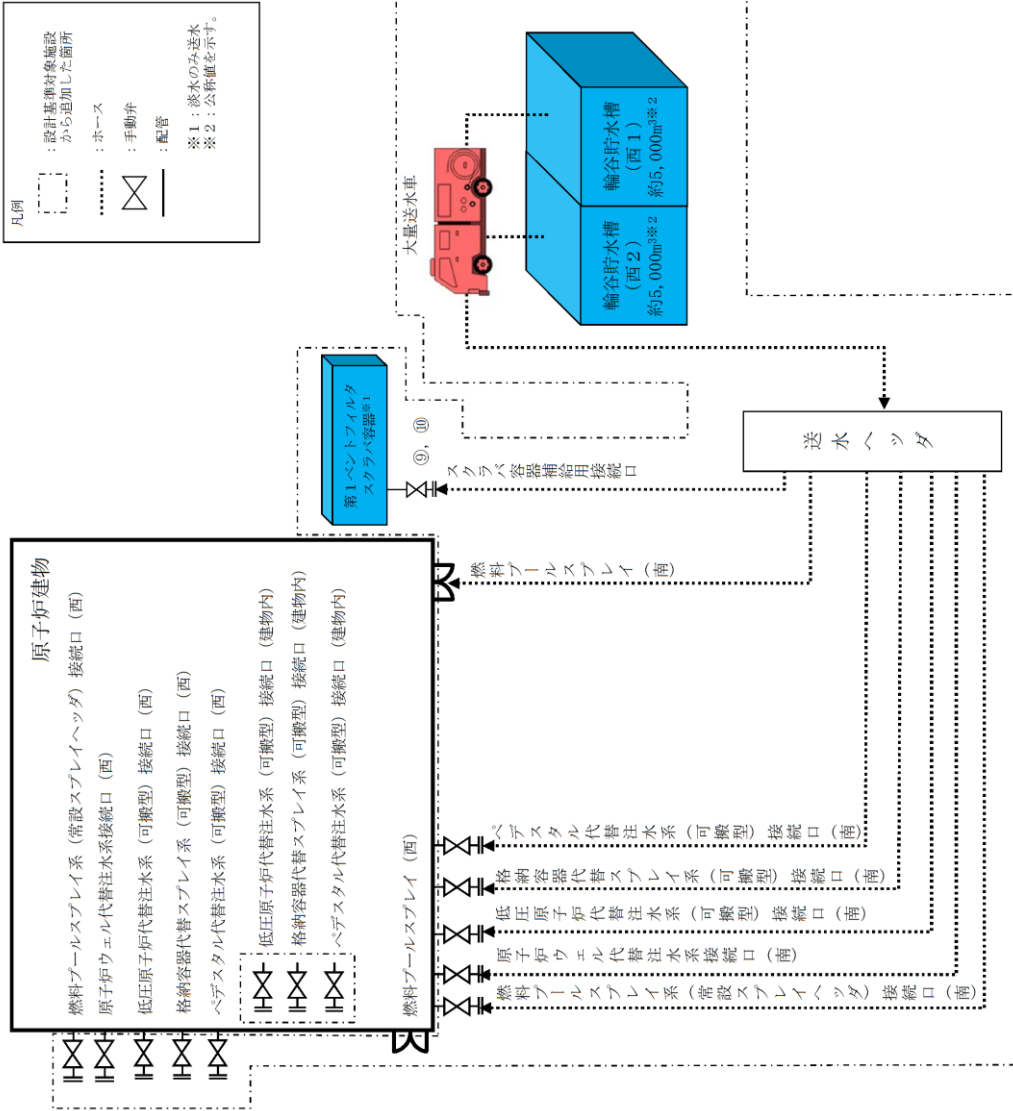 凡例
：設計基準対象施設
から追加した箇所
：ホース
：手動弁
：配管
※１：淡水のみ送水
※２：公称値を示す。
原子炉建物
燃料プールスプレイ系（常設スプレイヘッダ）接続口（西）
原子炉ウェル代替注水系接続口（西）
低圧原子炉代替注水系（可搬型）接続口（西）
格納容器代替スプレイ系（可搬型）接続口（西）
ペデスタル代替注水系（可搬型）接続口（西）
低圧原子炉代替注水系（可搬型）接続口（建物内）
格納容器代替スプレイ系（可搬型）接続口（建物内）
ペデスタル代替注水系（可搬型）接続口（建物内）
燃料プールスプレイ（西）
第１ベントフィルタ
スクラバ容器※1
⑨，⑩
スクラバ容器補給用接続口
大量送水車
輪谷貯水槽
（西２）
約5,000m³※2
輪谷貯水槽
（西１）
約5,000m³※2
燃料プールスプレイ（南）
送水ヘッダ
ペデスタル代替注水系（可搬型）接続口（南）
格納容器代替スプレイ系（可搬型）接続口（南）
低圧原子炉代替注水系（可搬型）接続口（南）
原子炉ウェル代替注水系接続口（南）
燃料プールスプレイ系（常設スプレイヘッダ）接続口（南）